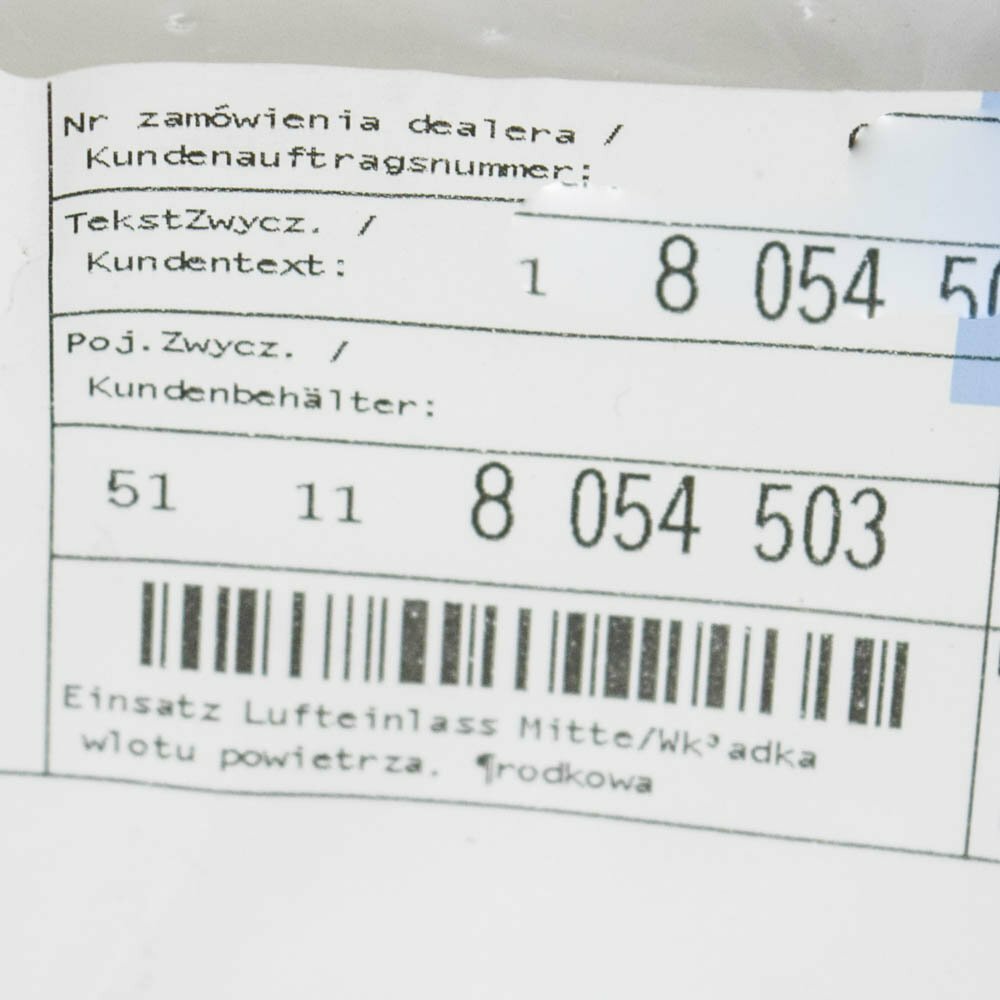 Nr zamówienia dealera /
Kundenauftragsnummer:
TekstZwycz. /
Kundentext: 1 8 054
Poj.Zwycz. /
Kundenbehälter:
51 11 8 054 503
Einsatz Lufteinlass Mitte/Wk³adka
wlotu powietrza. ¶rodkowa